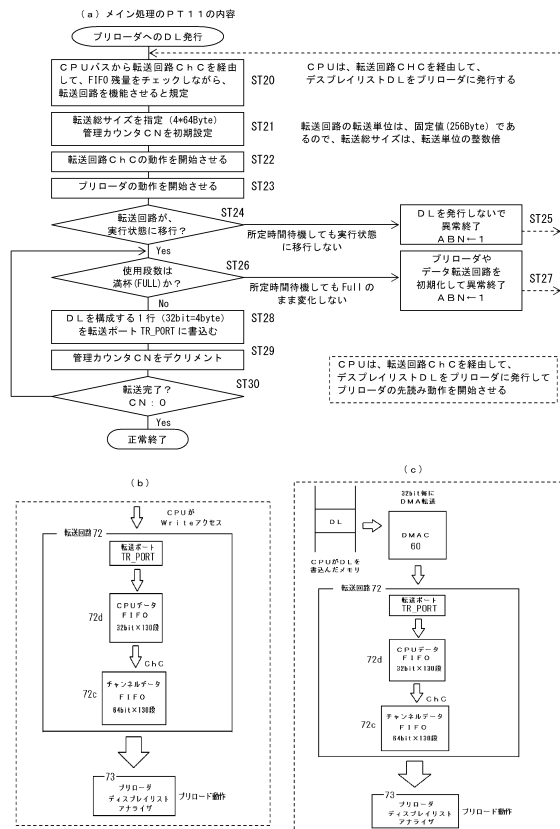 (a) メイン処理のPT11の内容
プリローダへのDL発行
CPUバスから転送回路ChCを経由
して、FIFO残量をチェックしながら、
転送回路を機能させると規定
ST20
CPUは、転送回路CHCを経由して、
デスプレイリストDLをプリローダに発行する
転送総サイズを指定 (4*64Byte)
管理カウンタCNを初期設定
ST21
転送回路の転送単位は、固定値(256Byte) であ
るので、転送総サイズは、転送単位の整数倍
転送回路ChCの動作を開始させる
ST22
プリローダの動作を開始させる
ST23
転送回路が、
実行状態に移行?
ST24
所定時間待機しても実行状態
に移行しない
DLを発行しないで
異常終了
ABN←1
ST25
Yes
使用段数は
満杯(FULL)か?
ST26
所定時間待機してもFullの
まま変化しない
プリローダや
データ転送回路を
初期化して異常終了
ABN←1
ST27
No
DLを構成する1行 (32bit=4byte)
を転送ポートTR_PORTに書込む
ST28
管理カウンタCNをデクリメント
ST29
転送完了?
CN:0
ST30
Yes
正常終了
CPUは、転送回路ChCを経由して、
デスプレイリストDLをプリローダに発行して
プリローダの先読み動作を開始させる
(b)
CPUが
Writeアクセス
転送回路72
転送ポート
TR_PORT
72d
CPUデータ
FIFO
32bit×130段
ChC
72c
チャンネルデータ
FIFO
64bit×130段
73
プリローダ
ディスプレイリスト
アナライザ
プリロード動作
(c)
32bit毎に
DMA転送
DL
DMAC
60
CPUがDLを
書込んだメモリ
転送回路72
転送ポート
TR_PORT
72d
CPUデータ
FIFO
32bit×130段
ChC
72c
チャンネルデータ
FIFO
64bit×130段
73
プリローダ
ディスプレイリスト
アナライザ
プリロード動作